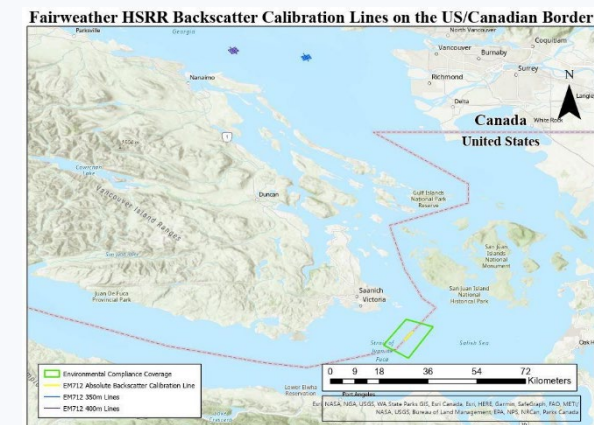 Fairweather HSRR Backscatter Calibration Lines on the US/Canadian Border
Parksville
Georgia
North Vancouver
Coquitlam
Vancouver
Burnaby
Nanaimo
Richmond
Surrey
N
Delta
White Rock
Canada
United States
1
Duncan
Gulf Islands
National Park
Reserve
Vancouver Island Ranges
San Juan
Islands
National
Monument
Saanich
Victoria
San Juan Island
National
Historical Park
Juan De Fuca
Provincial Park
Strait of
Juan de
Fuca
Salish Sea
Environmental Compliance Coverage
EM712 Absolute Backscatter Calibration Line
EM712 350m Lines
EM712 400m Lines
0 9 18 36 54 72
Kilometers
Lower Elwha
Reservation
Port Angeles
Esri, NASA, NGA, USGS, WA State Parks GIS, Esri Canada, Esri, HERE, Garmin, SafeGraph, FAO, METI/
NASA, USGS, Bureau of Land Management, EPA, NPS, NRCan, Parks Canada